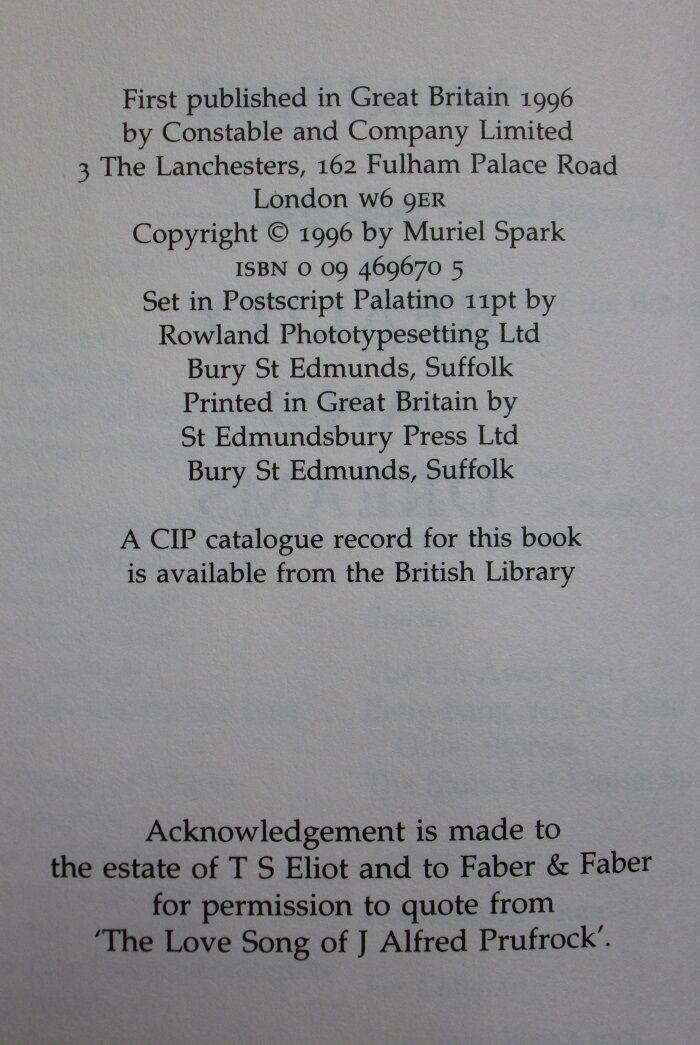 First published in Great Britain 1996
by Constable and Company Limited
3 The Lanchesters, 162 Fulham Palace Road
London W6 9ER
Copyright © 1996 by Muriel Spark
ISBN 0 09 469670 5
Set in Postscript Palatino 11pt by
Rowland Phototypesetting Ltd
Bury St Edmunds, Suffolk
Printed in Great Britain by
St Edmundsbury Press Ltd
Bury St Edmunds, Suffolk
A CIP catalogue record for this book
is available from the British Library
Acknowledgement is made to
the estate of T S Eliot and to Faber & Faber
for permission to quote from
'The Love Song of J Alfred Prufrock'.